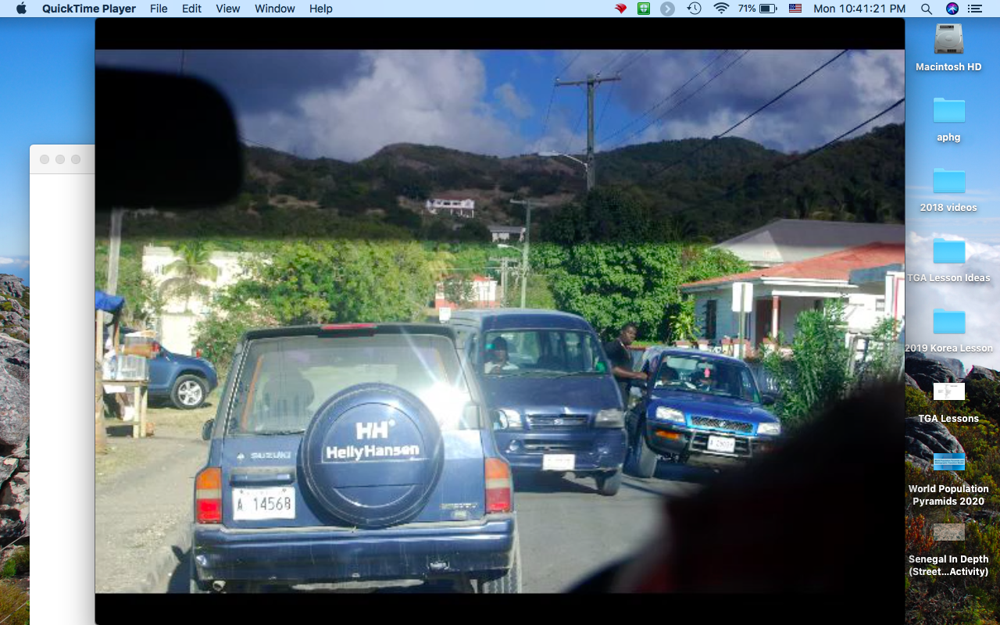 QuickTime Player File Edit View Window Help 71% Mon 10:41:21 PM
Macintosh HD
aphg
2018 videos
TGA Lesson Ideas
2019 Korea Lesson
TGA Lessons
World Population
Pyramids 2020
Senegal In Depth
(Street...Activity)
HH
HellyHansen
SUZUKI
A 1456B